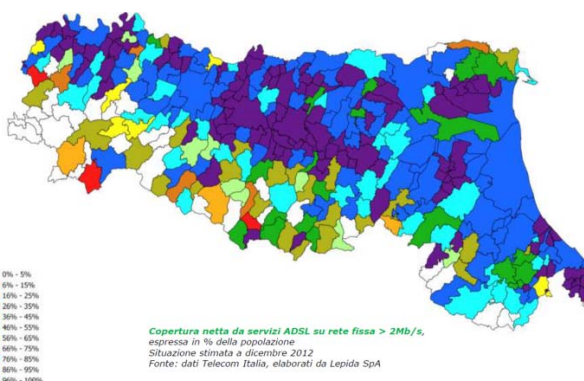 0% - 5%
6% - 15%
16% - 25%
26% - 35%
36% - 45%
46% - 55%
56% - 65%
66% - 75%
76% - 85%
86% - 95%
96% - 100%
Copertura netta da servizi ADSL su rete fissa > 2Mb/s,
espressa in % della popolazione
Situazione stimata a dicembre 2012
Fonte: dati Telecom Italia, elaborati da Lepida SpA